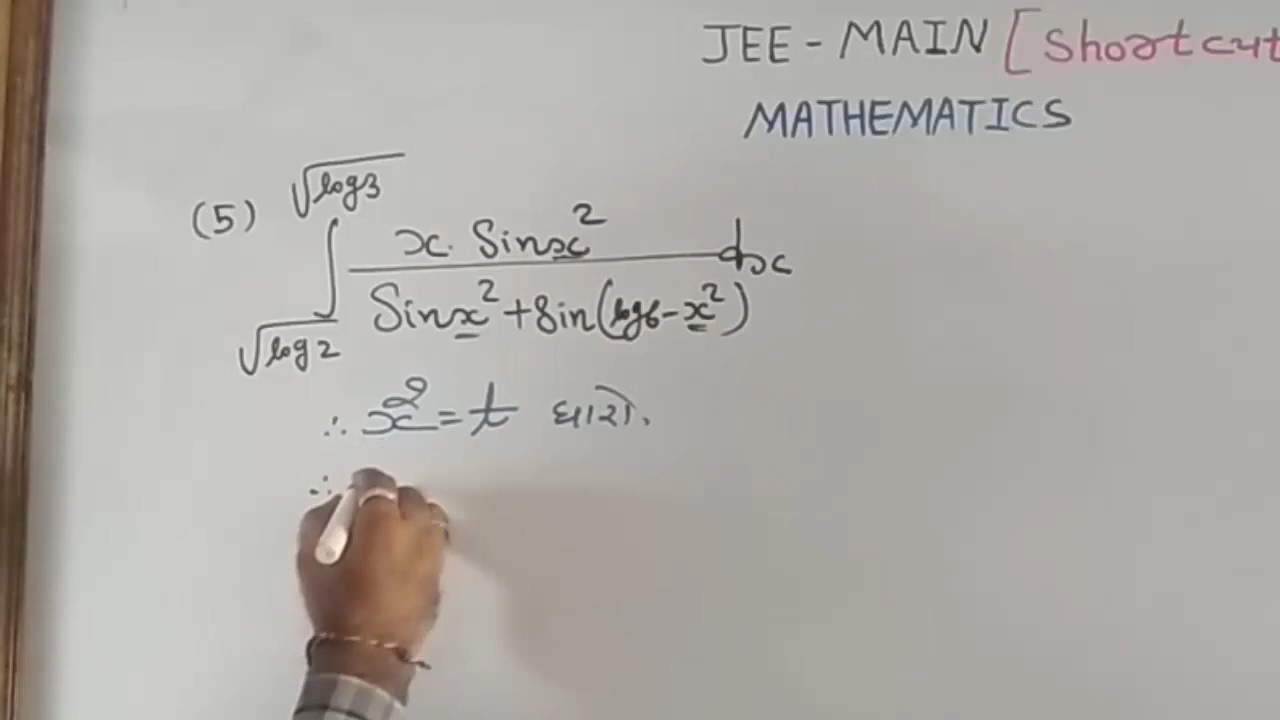 JEE - MAIN [Shortcut
MATHEMATICS
(5) ∫_{√log2}^{√log3} x. Sinx² / Sinx² + Sin(log6 - x²) dx
∴ x² = t ધારો.
∴